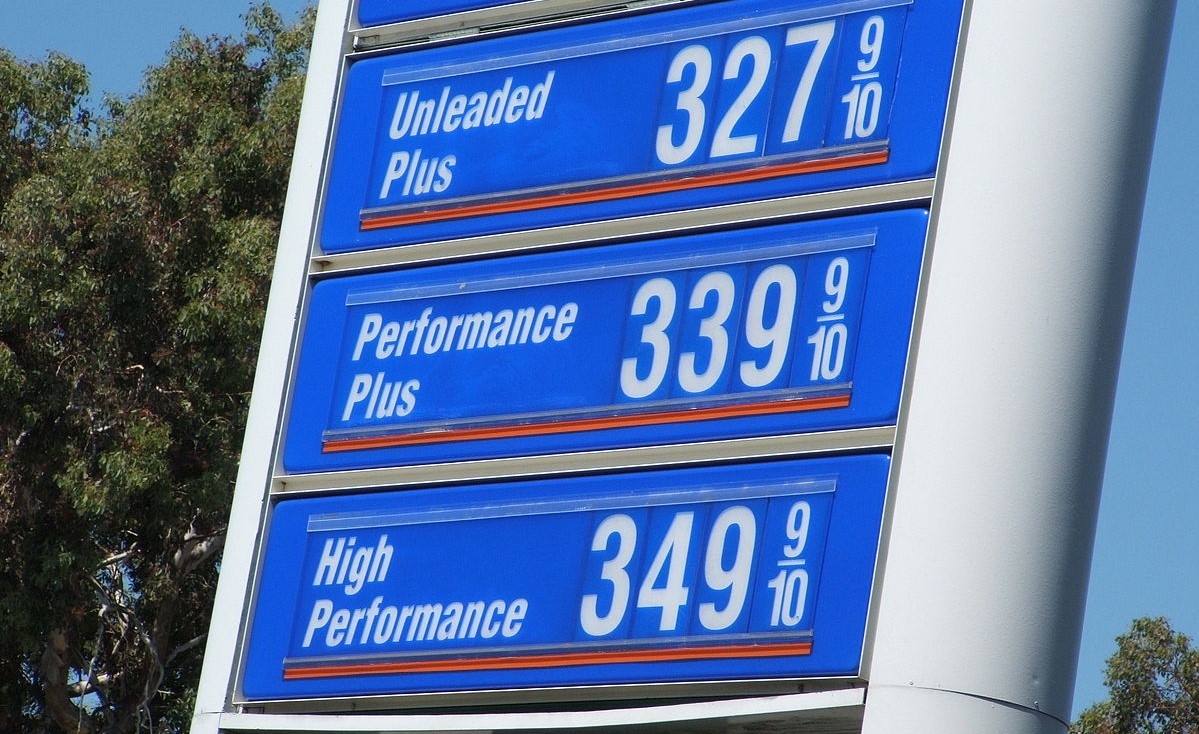 Unleaded 327 9/10
Plus
Performance 339 9/10
Plus
High 349 9/10
Performance